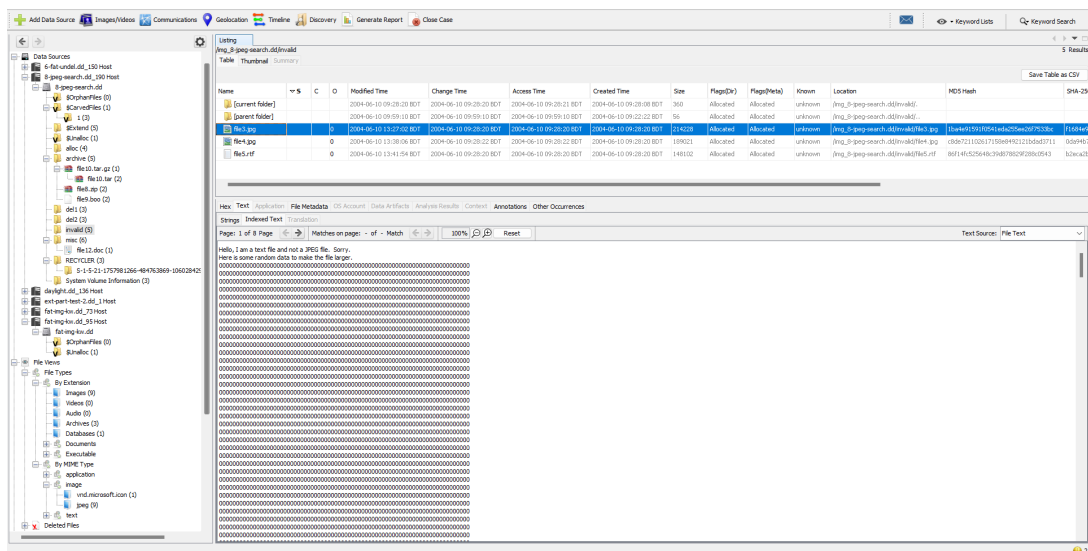 Add Data Source Images/Videos Communications Geolocation Timeline Discovery Generate Report Close Case Keyword Lists Keyword Search
Data Sources
6-fat-undel.dd_150 Host
8-jpeg-search.dd_190 Host
8-jpeg-search.dd
$OrphanFiles (0)
$CarvedFiles (1)
1 (3)
$Extend (5)
$Unalloc (1)
alloc (4)
archive (5)
file10.tar.gz (1)
file10.tar (2)
file8.zip (2)
file9.boo (2)
del1 (3)
del2 (3)
invalid (5)
misc (6)
file12.doc (1)
RECYCLER (3)
S-1-5-21-1757981266-484763869-106028429
System Volume Information (3)
daylight.dd_136 Host
ext-part-test-2.dd_1 Host
fat-img-kw.dd_73 Host
fat-img-kw.dd_95 Host
fat-img-kw.dd
$OrphanFiles (0)
$Unalloc (1)
File Views
File Types
By Extension
Images (9)
Videos (0)
Audio (0)
Archives (3)
Databases (1)
Documents
Executable
By MIME Type
application
image
vnd.microsoft.icon (1)
jpeg (9)
text
Deleted Files
Listing
/img_8-jpeg-search.dd/invalid
5 Results
Table Thumbnail Summary
Save Table as CSV
Name S C O Modified Time Change Time Access Time Created Time Size Flags(Dir) Flags(Meta) Known Location MD5 Hash SHA-25
[current folder] 2004-06-10 09:28:20 BDT 2004-06-10 09:28:20 BDT 2004-06-10 09:28:21 BDT 2004-06-10 09:28:08 BDT 360 Allocated Allocated unknown /img_8-jpeg-search.dd/invalid/.
[parent folder] 2004-06-10 09:59:10 BDT 2004-06-10 09:59:10 BDT 2004-06-10 09:59:10 BDT 2004-06-10 09:22:22 BDT 56 Allocated Allocated unknown /img_8-jpeg-search.dd/invalid/..
file3.jpg 0 2004-06-10 13:27:02 BDT 2004-06-10 09:28:20 BDT 2004-06-10 09:28:20 BDT 2004-06-10 09:28:20 BDT 214228 Allocated Allocated unknown /img_8-jpeg-search.dd/invalid/file3.jpg 1ba4e91591f0541eda255ee26f7533bc
file4.jpg 0 2004-06-10 13:38:06 BDT 2004-06-10 09:28:22 BDT 2004-06-10 09:28:22 BDT 2004-06-10 09:28:20 BDT 189021 Allocated Allocated unknown /img_8-jpeg-search.dd/invalid/file4.jpg
file5.rtf 0 2004-06-10 13:41:54 BDT 2004-06-10 09:28:20 BDT 2004-06-10 09:28:20 BDT 2004-06-10 09:28:20 BDT 148102 Allocated Allocated unknown /img_8-jpeg-search.dd/invalid/file5.rtf 86f14fc525648c39d878829f288c0543
Hex Text Application File Metadata OS Account Data Artifacts Analysis Results Context Annotations Other Occurrences
Strings Indexed Text Translation
Page: 1 of 8 Page Matches on page: - of - Match 100% Reset Text Source: File Text
Hello, I am a text file and not a JPEG file. Sorry.
Here is some random data to make the file larger.